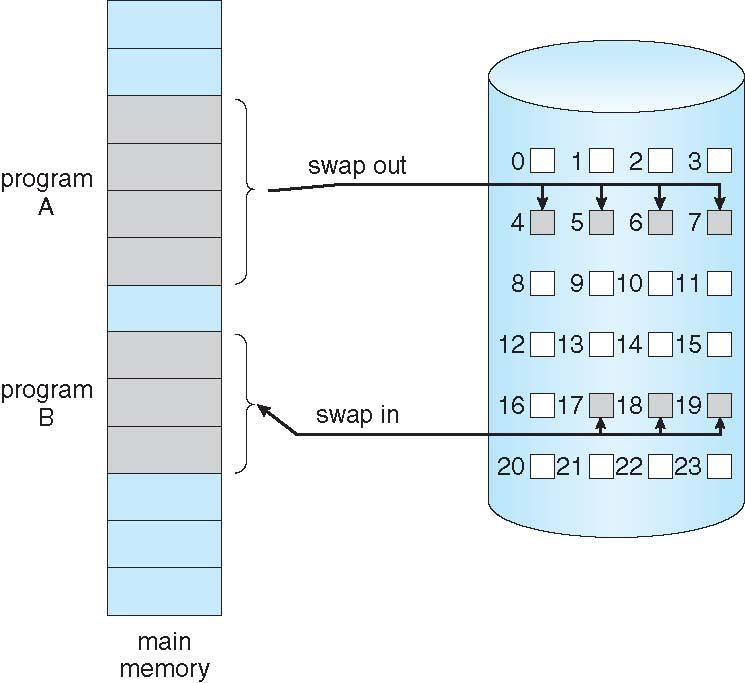 program
A
swap out
0 1 2 3
4 5 6 7
8 9 10 11
12 13 14 15
program
B
swap in
16 17 18 19
20 21 22 23
main
memory